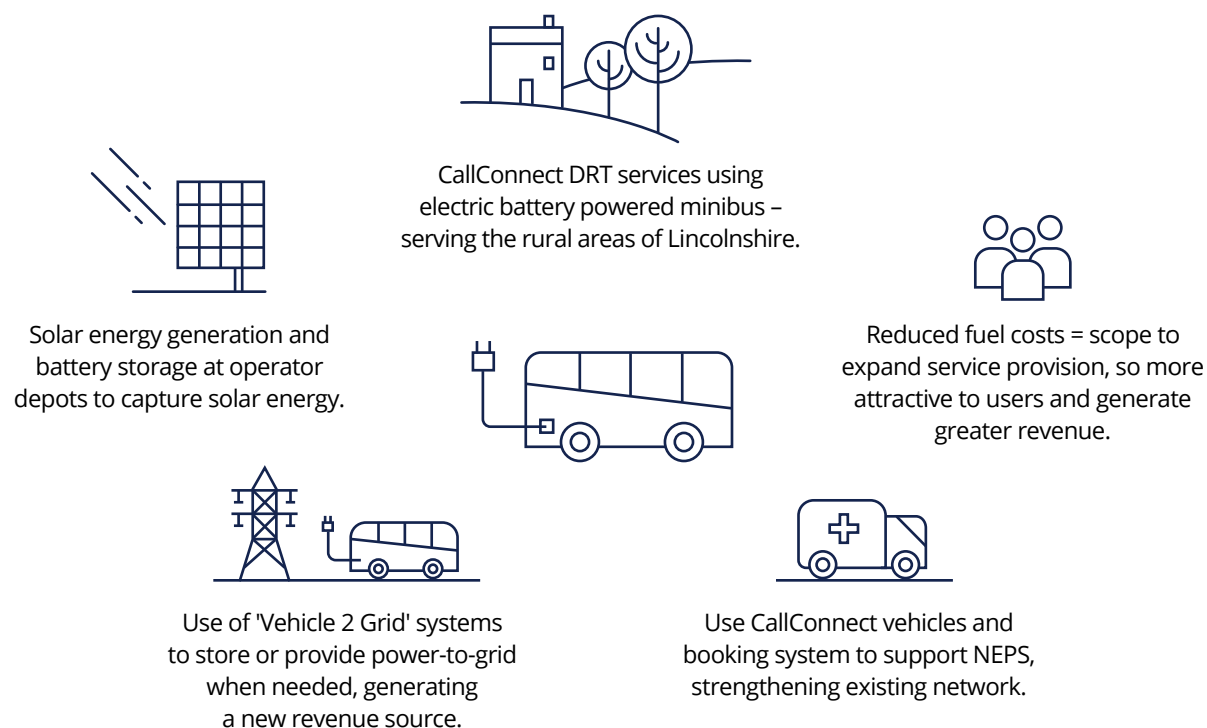 CallConnect DRT services using
electric battery powered minibus –
serving the rural areas of Lincolnshire.
Solar energy generation and
battery storage at operator
depots to capture solar energy.
Reduced fuel costs = scope to
expand service provision, so more
attractive to users and generate
greater revenue.
Use of 'Vehicle 2 Grid' systems
to store or provide power-to-grid
when needed, generating
a new revenue source.
Use CallConnect vehicles and
booking system to support NEPS,
strengthening existing network.